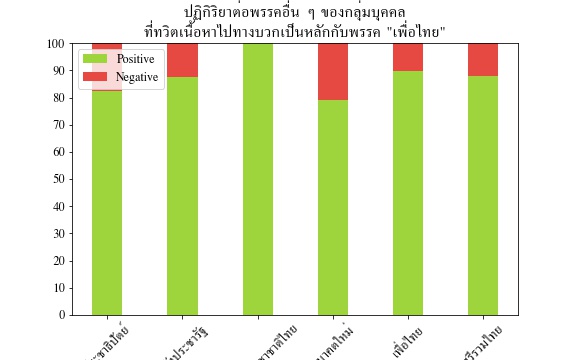 ปฏิกิริยาต่อพรรคอื่น ๆ ของกลุ่มบุคคล
ที่ทวิตเนื้อหาไปทางบวกเป็นหลักกับพรรค "เพื่อไทย"
Positive
Negative
100
90
80
70
60
50
40
30
20
10
0
เพื่อไทย